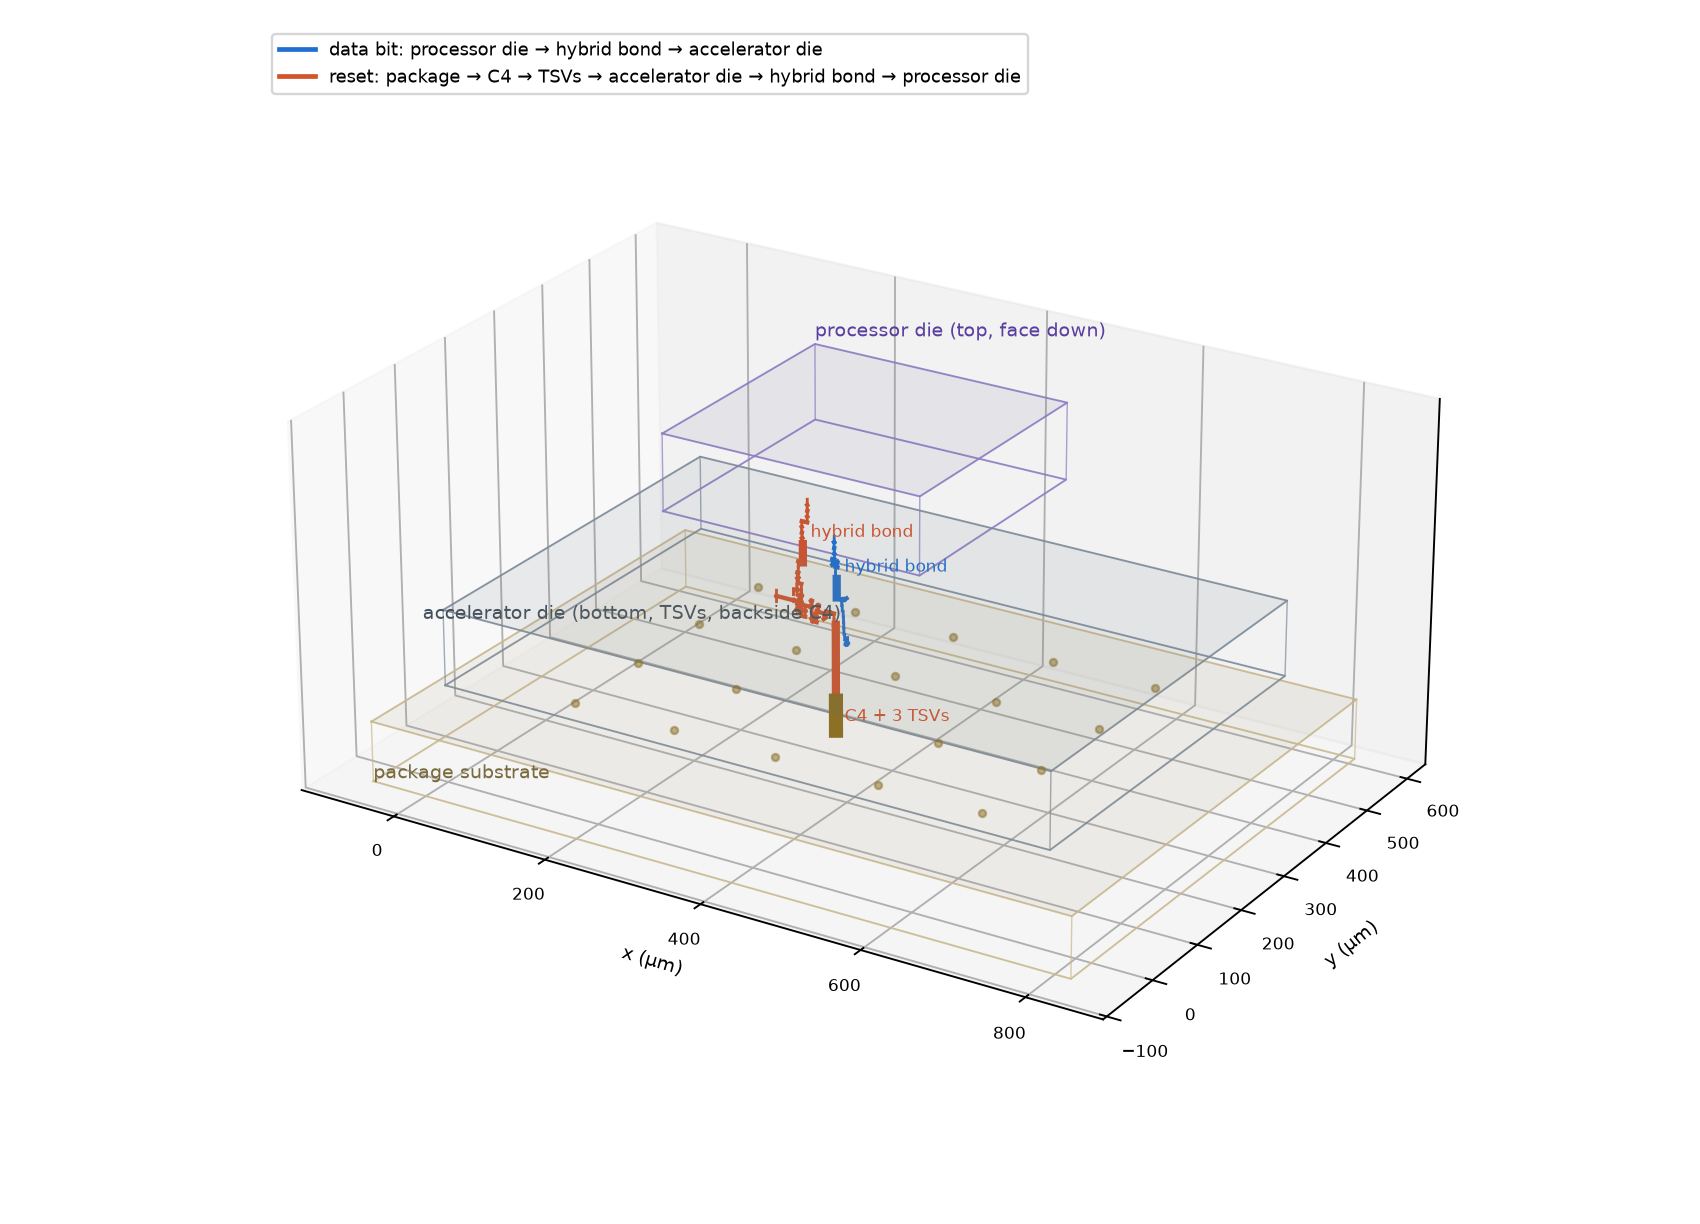 data bit: processor die → hybrid bond → accelerator die
reset: package → C4 → TSVs → accelerator die → hybrid bond → processor die
processor die (top, face down)
hybrid bond
hybrid bond
accelerator die (bottom, TSVs, backside C4)
C4 + 3 TSVs
package substrate
0
200
400
600
800
x (μm)
−100
0
100
200
300
400
500
600
y (μm)